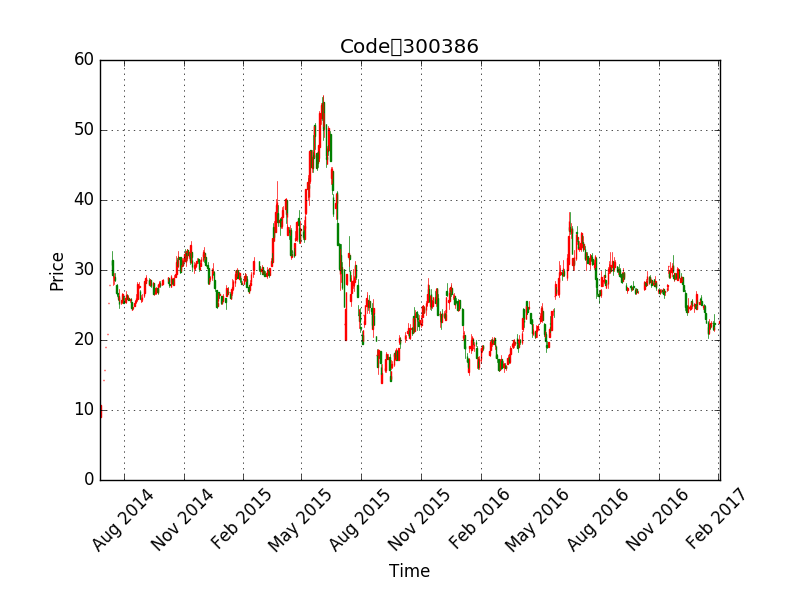 Code□300386
60
50
40
30
20
10
0
Price
Aug 2014
Nov 2014
Feb 2015
May 2015
Aug 2015
Nov 2015
Feb 2016
May 2016
Aug 2016
Nov 2016
Feb 2017
Time